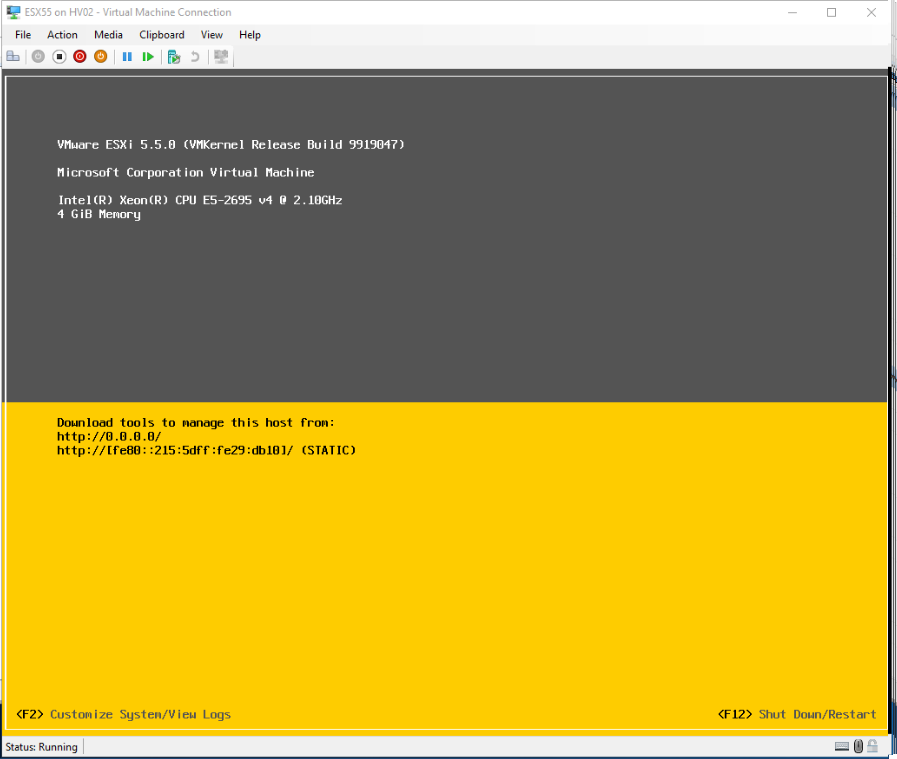 ESX55 on HV02 - Virtual Machine Connection
File Action Media Clipboard View Help
VMware ESXi 5.5.0 (VMKernel Release Build 9919047)
Microsoft Corporation Virtual Machine
Intel(R) Xeon(R) CPU E5-2695 v4 @ 2.10GHz
4 GiB Memory
Download tools to manage this host from:
http://0.0.0.0/
http://[fe80::215:5dff:fe29:db10]/ (STATIC)
<F2> Customize System/View Logs
<F12> Shut Down/Restart
Status: Running